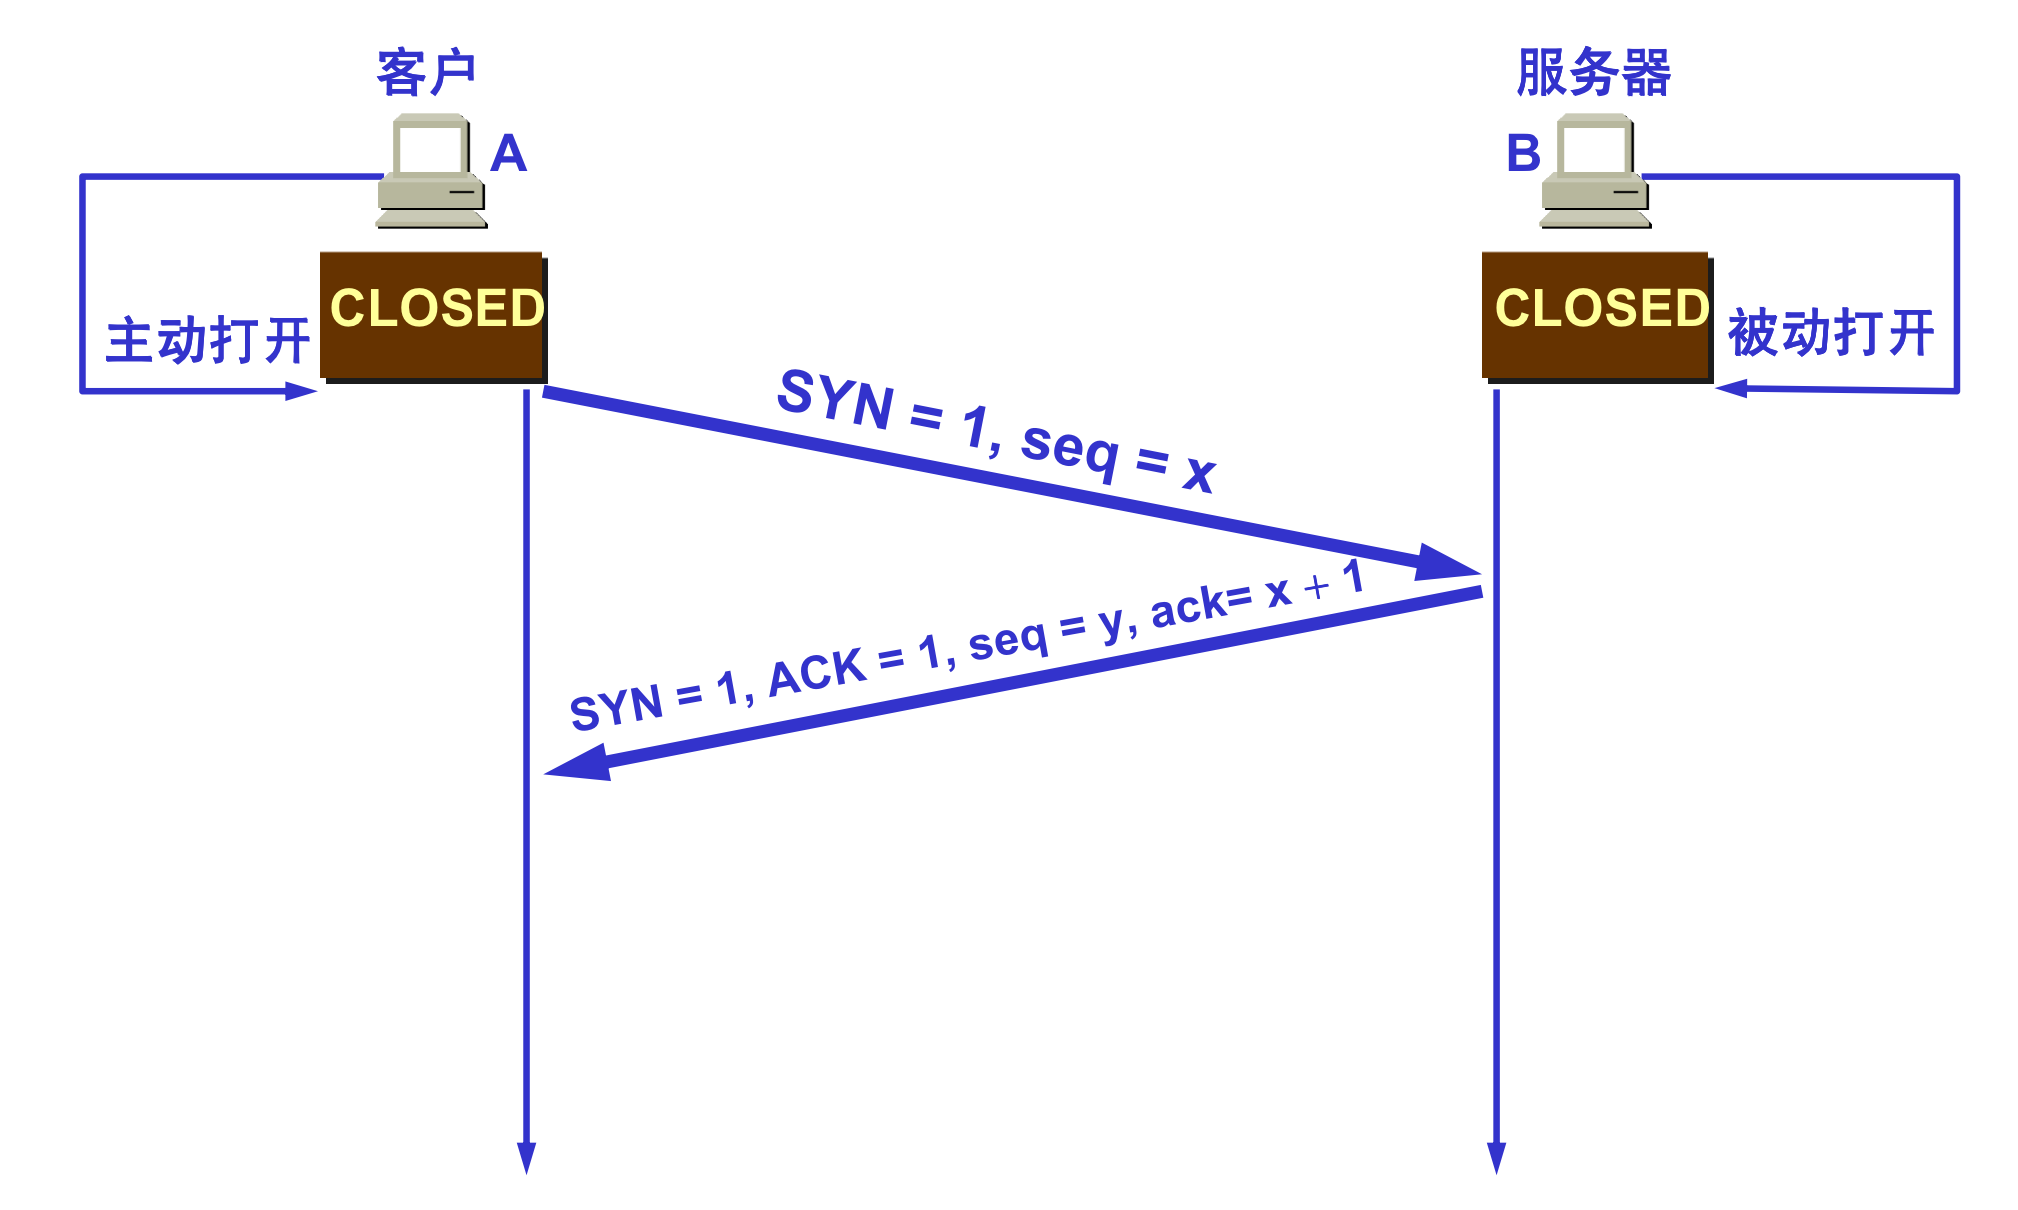 客户
服务器
A
B
CLOSED
CLOSED
主动打开
被动打开
SYN = 1, seq = x
SYN = 1, ACK = 1, seq = y, ack= x + 1